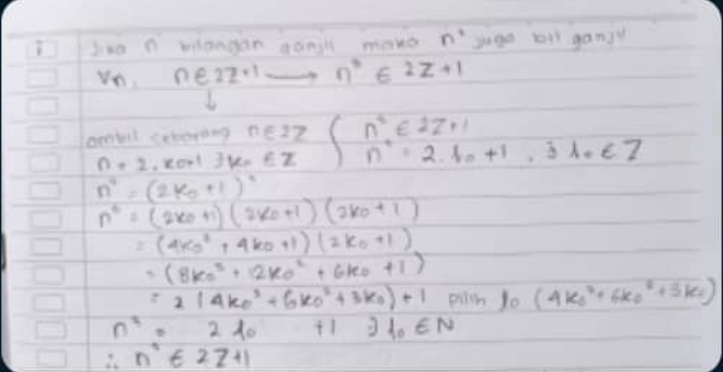 i Jika n bilangan ganjil maka n³ juga bil ganjil
∀n, n ∈ 2Z+1 → n³ ∈ 2Z+1
↓
ambil sebarang n ∈ 2Z { n³ ∈ 2Z+1
n = 2.k₀+1 ∃ k₀ ∈ Z } n³ = 2.l₀ +1 , ∃ l₀ ∈ Z
n³ = (2k₀ +1)³
n³ = (2k₀ +1) (2k₀+1) (2k₀+1)
= (4k₀² + 4k₀ +1) (2k₀ +1)
= (8k₀³ + 12k₀² + 6k₀ +1)
= 2 (4k₀³ + 6k₀² + 3k₀) + 1 pilih l₀ (4k₀³ + 6k₀² + 3k₀)
n³ = 2 l₀ +1 ∃ l₀ ∈ N
∴ n³ ∈ 2Z+1